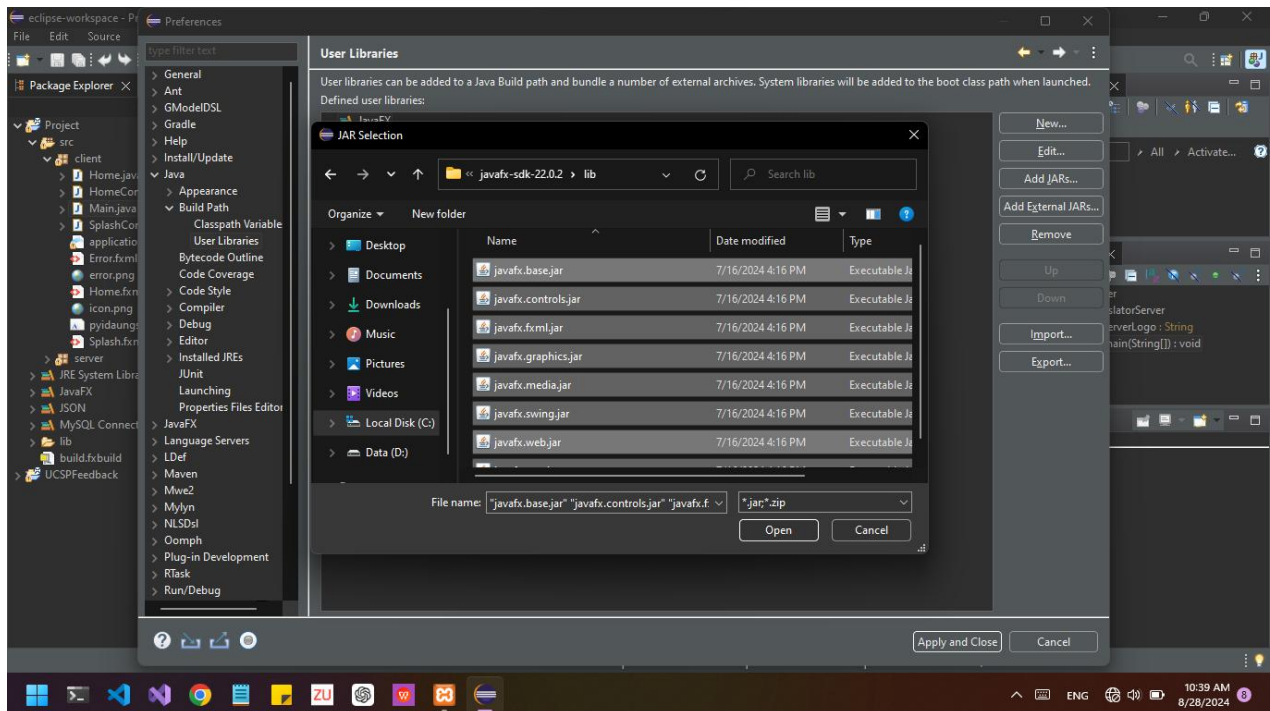 eclipse-workspace - Pr
Preferences
File Edit Source
type filter text
User Libraries
Package Explorer
User libraries can be added to a Java Build path and bundle a number of external archives. System libraries will be added to the boot class path when launched.
Defined user libraries:
JavaFX
General
Ant
GModelDSL
Gradle
Help
Install/Update
Java
Appearance
Build Path
Classpath Variable
User Libraries
Bytecode Outline
Code Coverage
Code Style
Compiler
Debug
Editor
Installed JREs
JUnit
Launching
Properties Files Editor
JavaFX
Language Servers
LDef
Maven
Mwe2
Mylyn
NLSDsl
Oomph
Plug-in Development
RTask
Run/Debug
Project
src
client
Home.jav
HomeCor
Main.java
SplashCor
applicatio
Error.fxml
error.png
Home.fxn
icon.png
pyidaung
Splash.fxn
server
JRE System Libra
JavaFX
JSON
MySQL Connect
lib
build.fxbuild
UCSPFeedback
JAR Selection
« javafx-sdk-22.0.2 > lib
Search lib
Organize New folder
Desktop
Documents
Downloads
Music
Pictures
Videos
Local Disk (C:)
Data (D:)
Name Date modified Type
javafx.base.jar 7/16/2024 4:16 PM Executable Ja
javafx.controls.jar 7/16/2024 4:16 PM Executable Ja
javafx.fxml.jar 7/16/2024 4:16 PM Executable Ja
javafx.graphics.jar 7/16/2024 4:16 PM Executable Ja
javafx.media.jar 7/16/2024 4:16 PM Executable Ja
javafx.swing.jar 7/16/2024 4:16 PM Executable Ja
javafx.web.jar 7/16/2024 4:16 PM Executable Ja
File name: "javafx.base.jar" "javafx.controls.jar" "javafx.f: *.jar;*.zip
Open Cancel
New...
Edit...
Add JARs...
Add External JARs...
Remove
Up
Down
Import...
Export...
All Activate...
er
slatorServer
erverLogo : String
nain(String[]) : void
Apply and Close Cancel
ZU
ENG
10:39 AM
8/28/2024
8